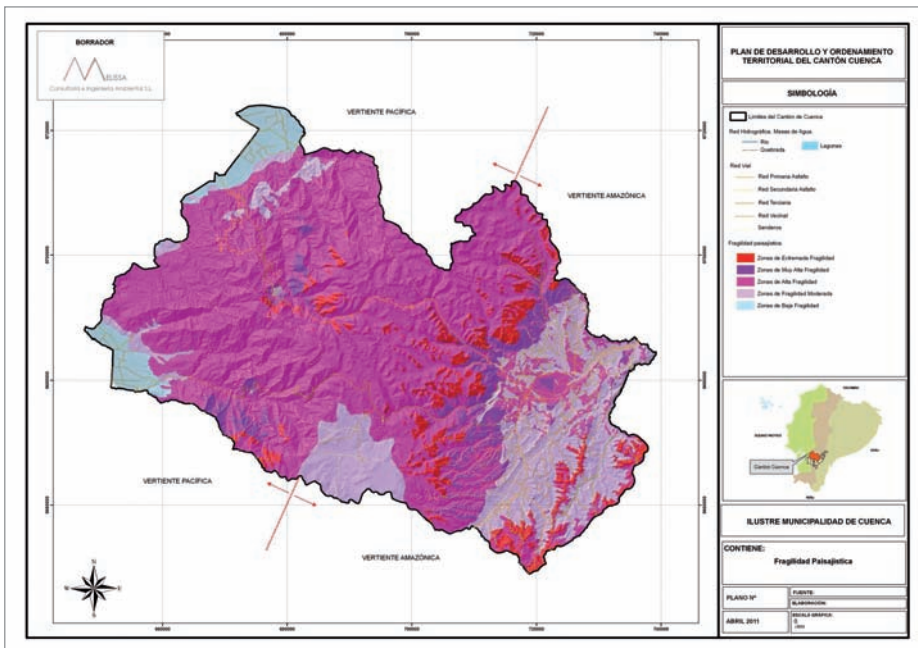 BORRADOR
MELISSA
Consultoría e Ingeniería Ambiental S.L.
VERTIENTE PACÍFICA
VERTIENTE AMAZÓNICA
VERTIENTE PACÍFICA
VERTIENTE AMAZÓNICA
N
W
E
S
PLAN DE DESARROLLO Y ORDENAMIENTO
TERRITORIAL DEL CANTÓN CUENCA
SIMBOLOGÍA
Límites del Cantón de Cuenca
Red Hidrográfica, Masas de Agua
Río
Quebrada
Lagunas
Red Vial
Red Primaria Asfalto
Red Secundaria Asfalto
Red Terciaria
Red Vecinal
Senderos
Fragilidad paisajística
Zonas de Extremada Fragilidad
Zonas de Muy Alta Fragilidad
Zonas de Alta Fragilidad
Zonas de Fragilidad Moderada
Zonas de Baja Fragilidad
Cantón Cuenca
ILUSTRE MUNICIPALIDAD DE CUENCA
CONTIENE:
Fragilidad Paisajística
PLANO Nº
FUENTE:
ELABORACIÓN:
ABRIL 2011
ESCALA GRÁFICA:
0